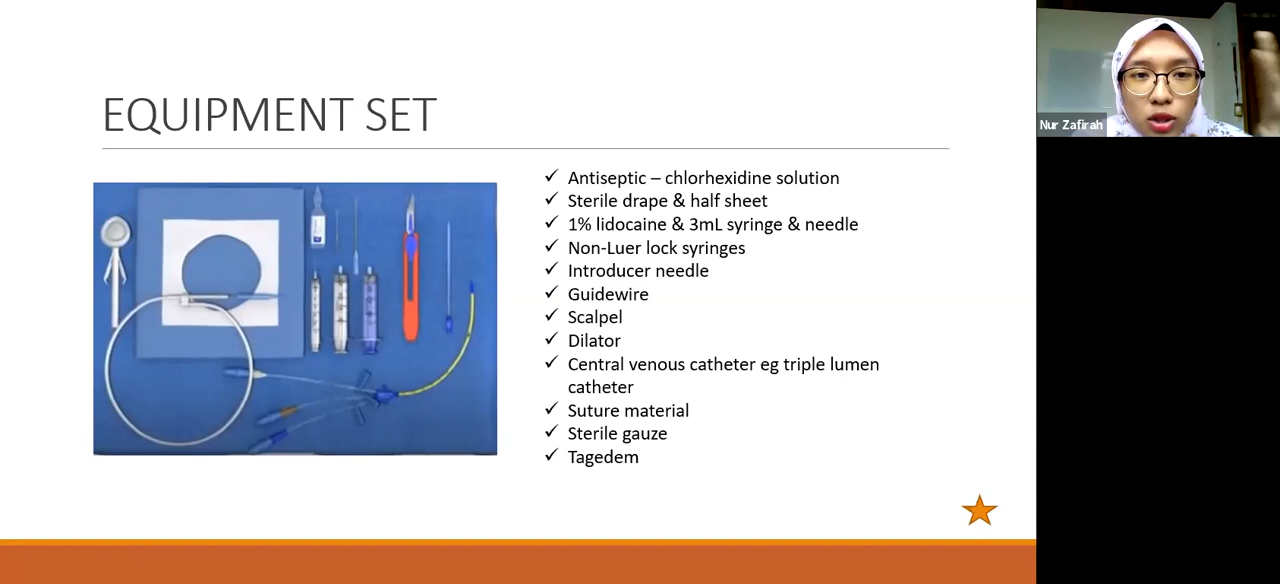 EQUIPMENT SET
Antiseptic – chlorhexidine solution
Sterile drape & half sheet
1% lidocaine & 3mL syringe & needle
Non-Luer lock syringes
Introducer needle
Guidewire
Scalpel
Dilator
Central venous catheter eg triple lumen
catheter
Suture material
Sterile gauze
Tagedem
Nur Zafirah